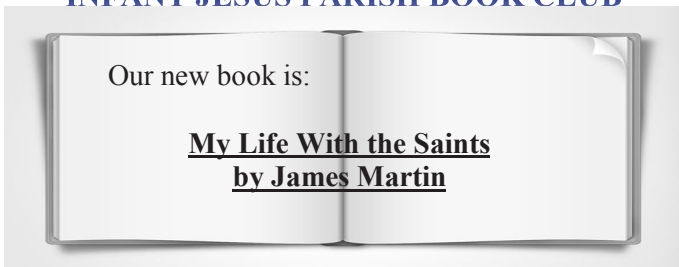 INFANT JESUS PARISH BOOK CLUB
Our new book is:
My Life With the Saints
by James Martin